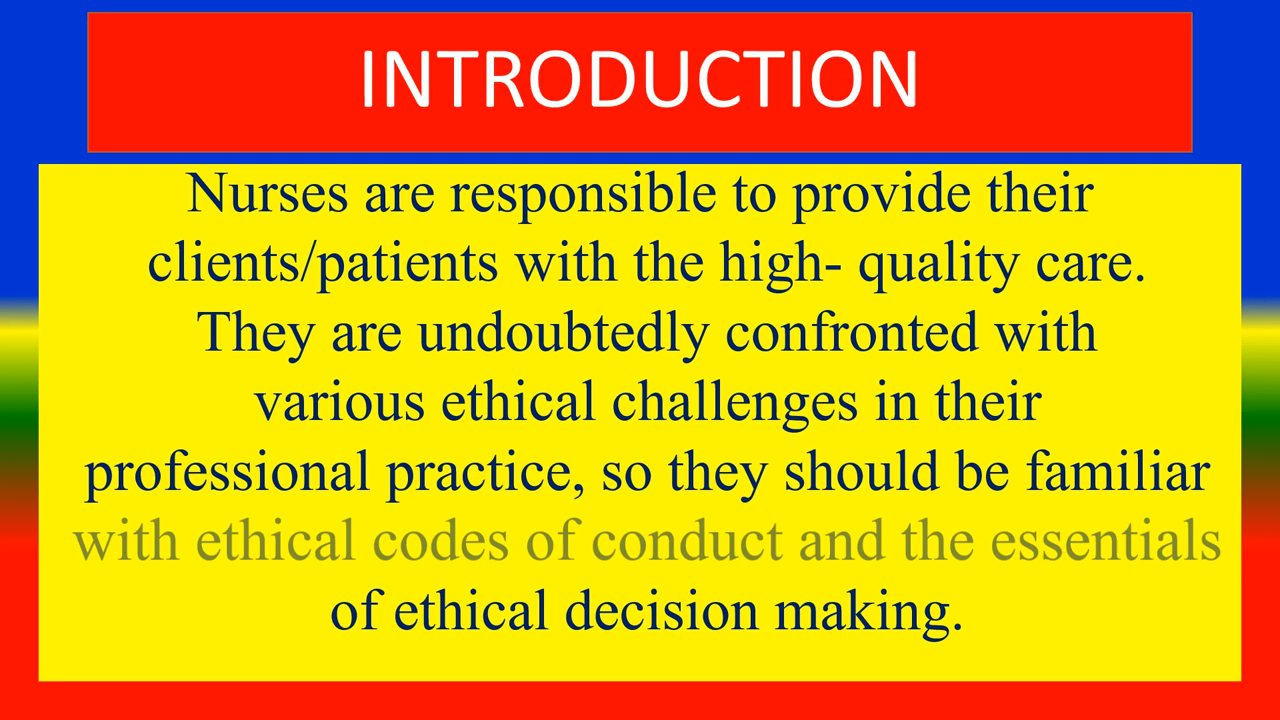 INTRODUCTION
Nurses are responsible to provide their
clients/patients with the high- quality care.
They are undoubtedly confronted with
various ethical challenges in their
professional practice, so they should be familiar
with ethical codes of conduct and the essentials
of ethical decision making.